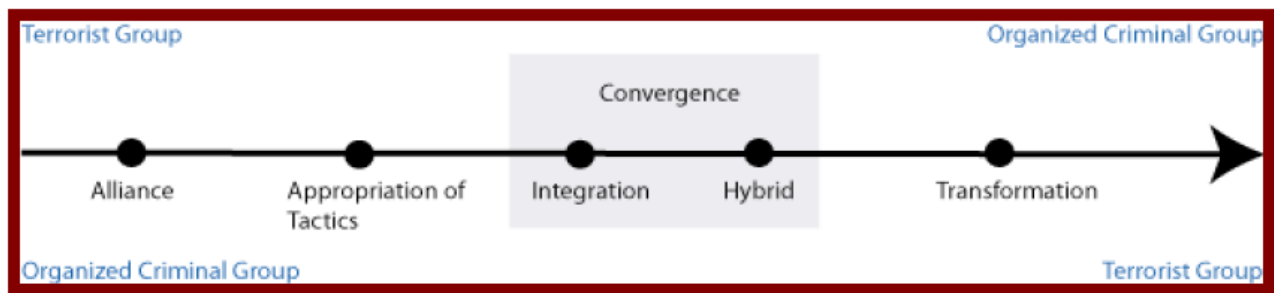 Terrorist Group
Organized Criminal Group
Convergence
Alliance
Appropriation of
Tactics
Integration
Hybrid
Transformation
Organized Criminal Group
Terrorist Group